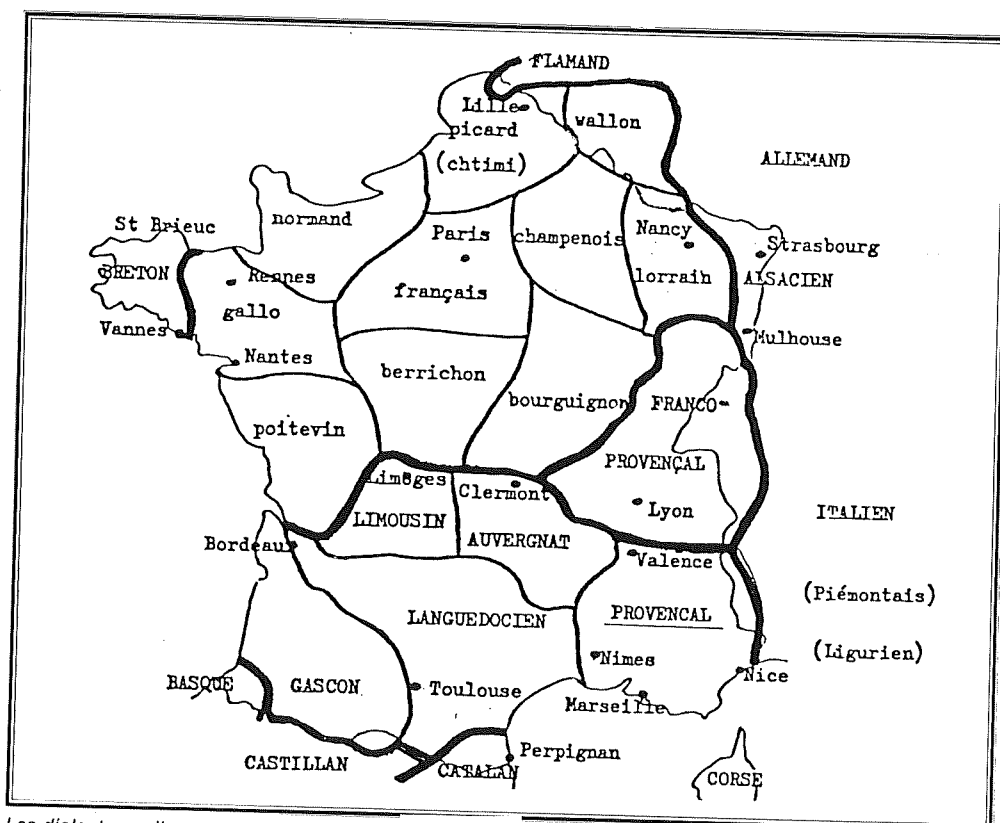 FLAMAND
Lille
picard
(chtimi)
wallon
ALLEMAND
St Brieuc
normand
Paris
champenois
Nancy
Strasbourg
BRETON
Rennes
gallo
français
lorrain
ALSACIEN
Vannes
Nantes
Mulhouse
berrichon
bourguignon
FRANCO-
PROVENÇAL
poitevin
Limoges
Clermont
Lyon
ITALIEN
LIMOUSIN
AUVERGNAT
Bordeaux
Valence
(Piémontais)
LANGUEDOCIEN
PROVENCAL
(Ligurien)
Nimes
BASQUE
GASCON
Toulouse
Nice
Marseille
Perpignan
CASTILLAN
CATALAN
CORSE